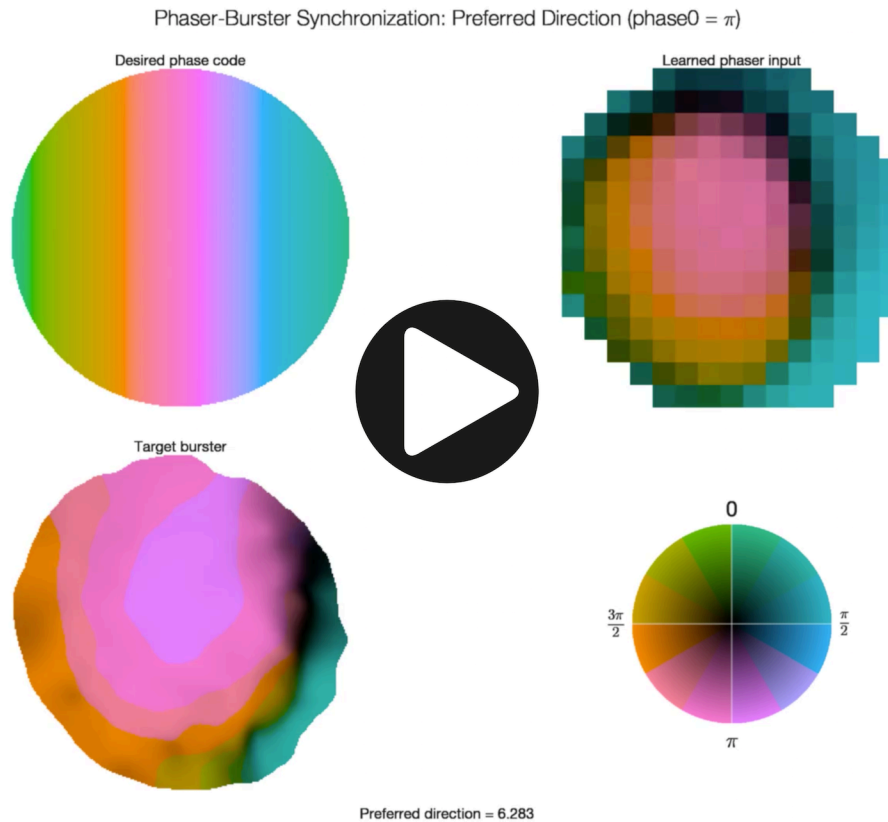 Phaser-Burster Synchronization: Preferred Direction (phase0 = π)
Desired phase code
Learned phaser input
Target burster
0
3π/2
π/2
π
Preferred direction = 6.283